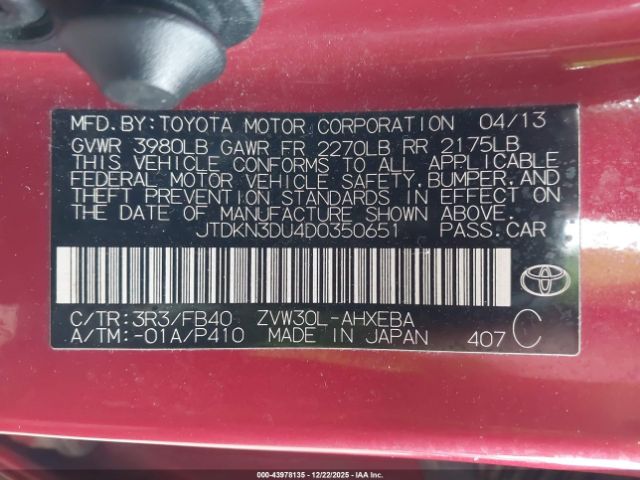 MFD. BY: TOYOTA MOTOR CORPORATION 04/13
GVWR 3980LB GAWR FR 2270LB RR 2175LB
THIS VEHICLE CONFORMS TO ALL APPLICABLE
FEDERAL MOTOR VEHICLE SAFETY, BUMPER, AND
THEFT PREVENTION STANDARDS IN EFFECT ON
THE DATE OF MANUFACTURE SHOWN ABOVE.
JTDKN3DU4D0350651 PASS. CAR
C/TR: 3R3/FB40 ZVW30L-AHXEBA
A/TM: -01A/P410 MADE IN JAPAN 407 C
000-43978135 - 12/22/2025 - IAAI.COM